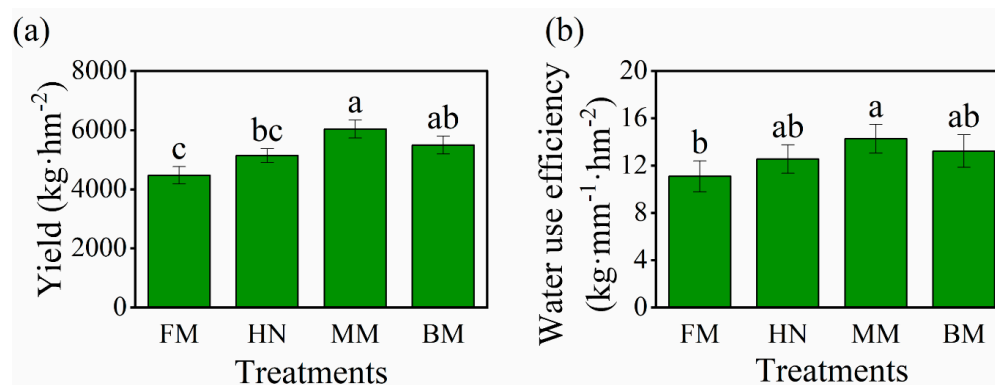 (a)
Yield (kg·hm⁻²)
8000
6000
4000
2000
0
c
bc
a
ab
FM HN MM BM
Treatments
(b)
Water use efficiency
(kg·mm⁻¹·hm⁻²)
20
16
12
8
4
0
b
ab
a
ab
FM HN MM BM
Treatments